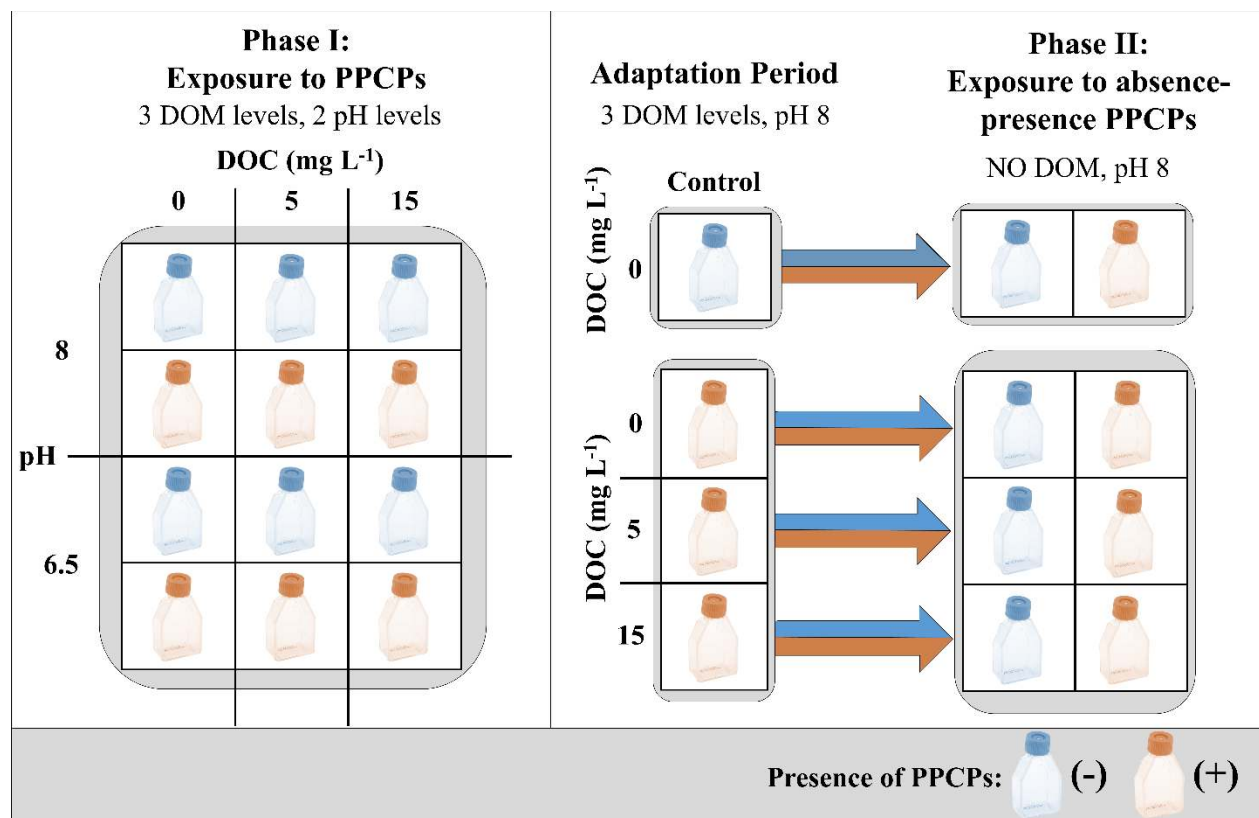 Phase I:
Exposure to PPCPs
3 DOM levels, 2 pH levels
DOC (mg L-1)
0 5 15
8
pH
6.5
Adaptation Period
3 DOM levels, pH 8
Control
DOC (mg L-1)
0
DOC (mg L-1)
0
5
15
Phase II:
Exposure to absence-
presence PPCPs
NO DOM, pH 8
Presence of PPCPs: (-) (+)